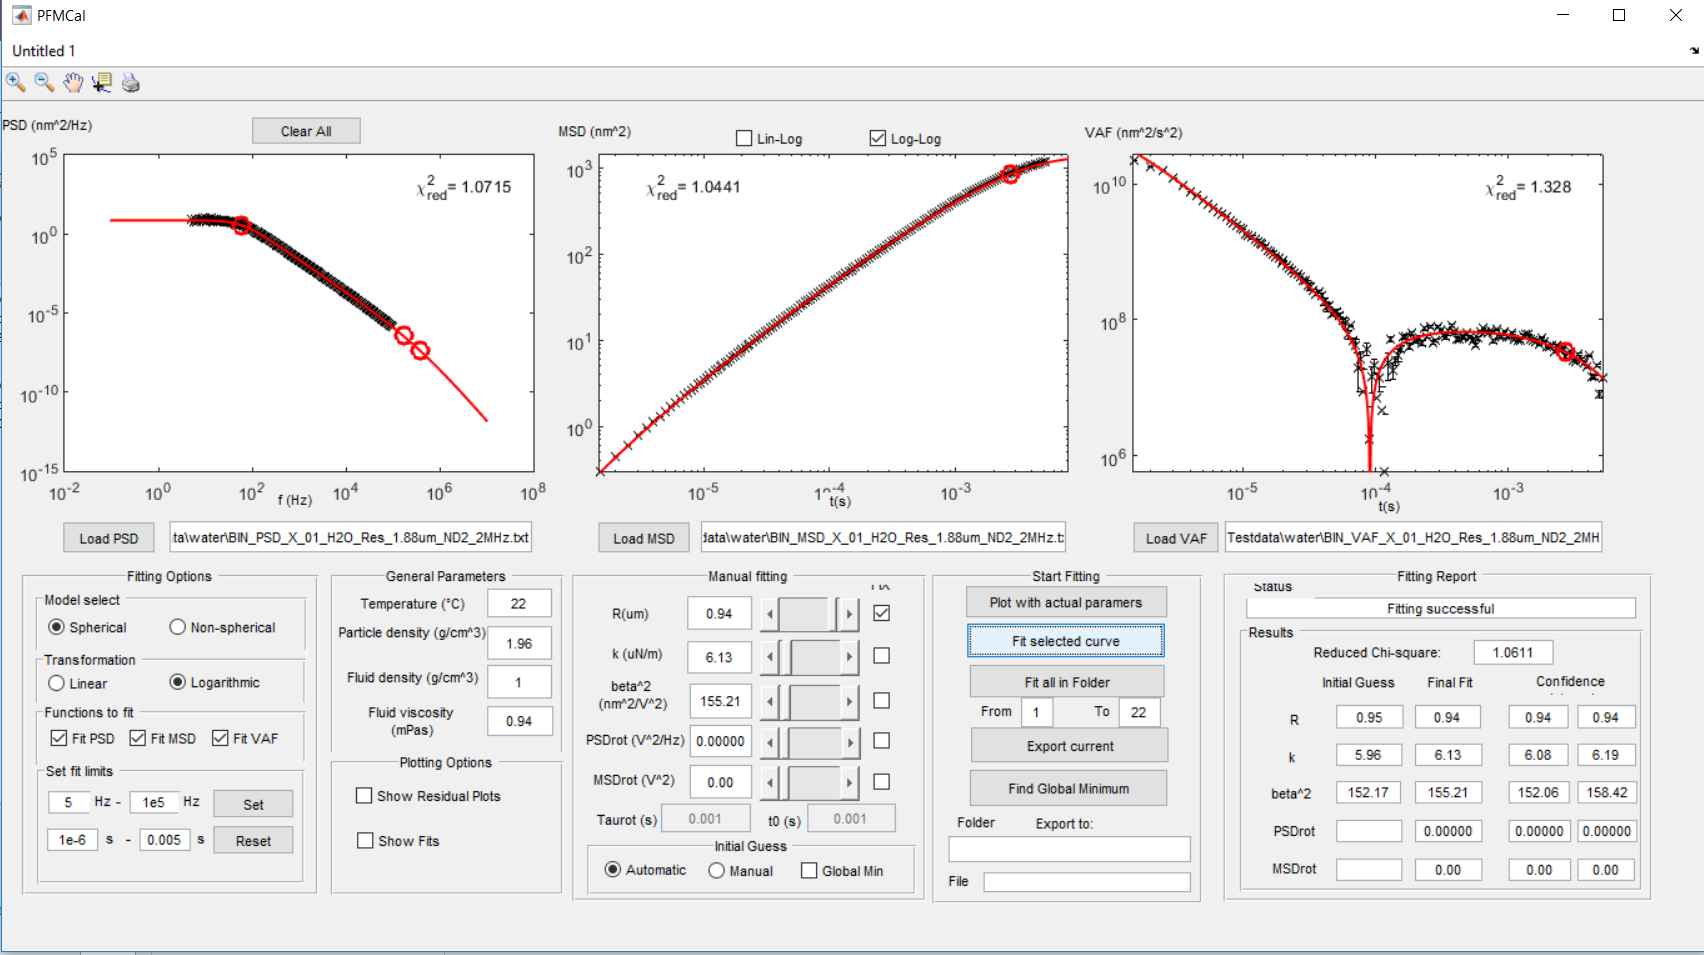 PFMCal
Untitled 1
PSD (nm^2/Hz)
Clear All
MSD (nm^2)
Lin-Log
Log-Log
VAF (nm^2/s^2)
χ²red = 1.0715
10^5
10^0
10^-5
10^-10
10^-15
10^-2 10^0 10^2 10^4 10^6 10^8
f (Hz)
χ²red = 1.0441
10^3
10^2
10^1
10^0
10^-5 10^-4 10^-3
t(s)
χ²red = 1.328
10^10
10^8
10^6
10^-5 10^-4 10^-3
t(s)
Load PSD
ta\water\BIN_PSD_X_01_H2O_Res_1.88um_ND2_2MHz.txt
Load MSD
data\water\BIN_MSD_X_01_H2O_Res_1.88um_ND2_2MHz.t
Load VAF
Testdata\water\BIN_VAF_X_01_H2O_Res_1.88um_ND2_2MH
Fitting Options
Model select
Spherical
Non-spherical
Transformation
Linear
Logarithmic
Functions to fit
Fit PSD
Fit MSD
Fit VAF
Set fit limits
5 Hz - 1e5 Hz Set
1e-6 s - 0.005 s Reset
General Parameters
Temperature (°C) 22
Particle density (g/cm^3) 1.96
Fluid density (g/cm^3) 1
Fluid viscosity
(mPas)
0.94
Plotting Options
Show Residual Plots
Show Fits
Manual fitting
R(um) 0.94
k (uN/m) 6.13
beta^2
(nm^2/V^2)
155.21
PSDrot (V^2/Hz) 0.00000
MSDrot (V^2) 0.00
Taurot (s) 0.001 t0 (s) 0.001
Initial Guess
Automatic
Manual
Global Min
Start Fitting
Plot with actual paramers
Fit selected curve
Fit all in Folder
From 1 To 22
Export current
Find Global Minimum
Folder Export to:
File
Fitting Report
Status
Fitting successful
Results
Reduced Chi-square: 1.0611
Initial Guess Final Fit Confidence
R 0.95 0.94 0.94 0.94
k 5.96 6.13 6.08 6.19
beta^2 152.17 155.21 152.06 158.42
PSDrot 0.00000 0.00000 0.00000
MSDrot 0.00 0.00 0.00